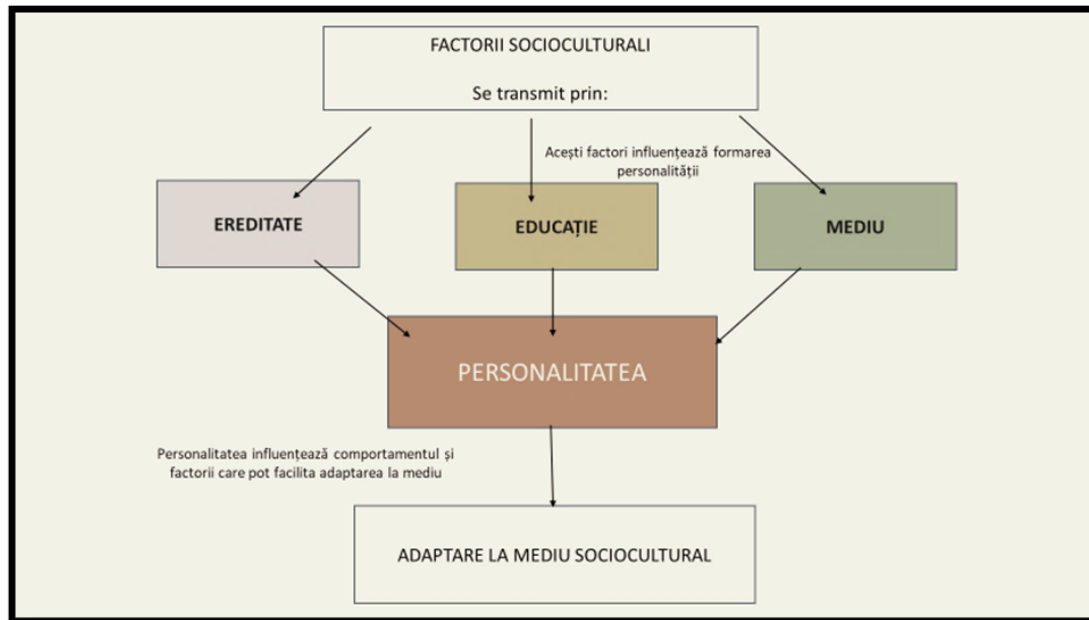 FACTORII SOCIOCULTURALI
Se transmit prin:
Acești factori influențează formarea
personalității
EREDITATE
EDUCAȚIE
MEDIU
PERSONALITATEA
Personalitatea influențează comportamentul și
factorii care pot facilita adaptarea la mediu
ADAPTARE LA MEDIU SOCIOCULTURAL